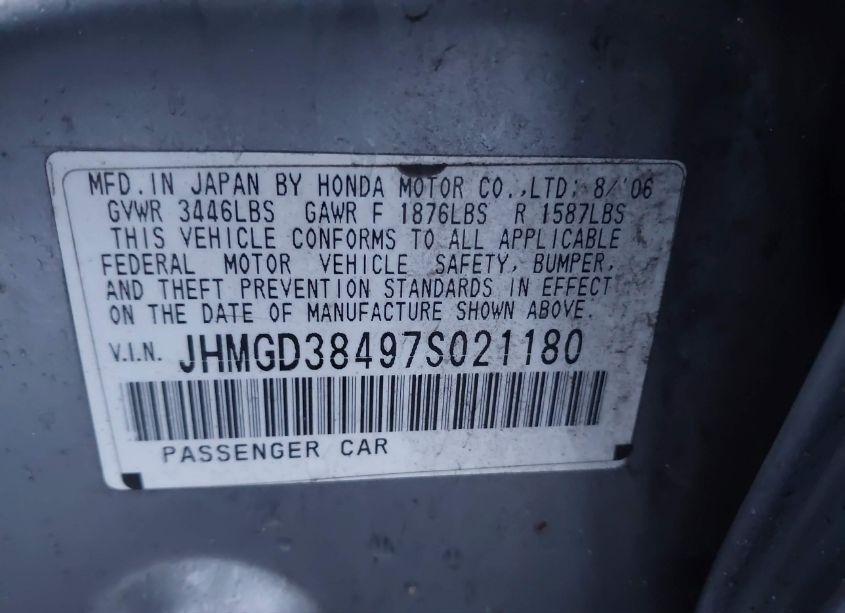 MFD. IN JAPAN BY HONDA MOTOR CO.,LTD; 8/'06
GVWR 3446LBS GAWR F 1876LBS R 1587LBS
THIS VEHICLE CONFORMS TO ALL APPLICABLE
FEDERAL MOTOR VEHICLE SAFETY, BUMPER,
AND THEFT PREVENTION STANDARDS IN EFFECT
ON THE DATE OF MANUFACTURE SHOWN ABOVE.
V.I.N. JHMGD38497S021180
PASSENGER CAR